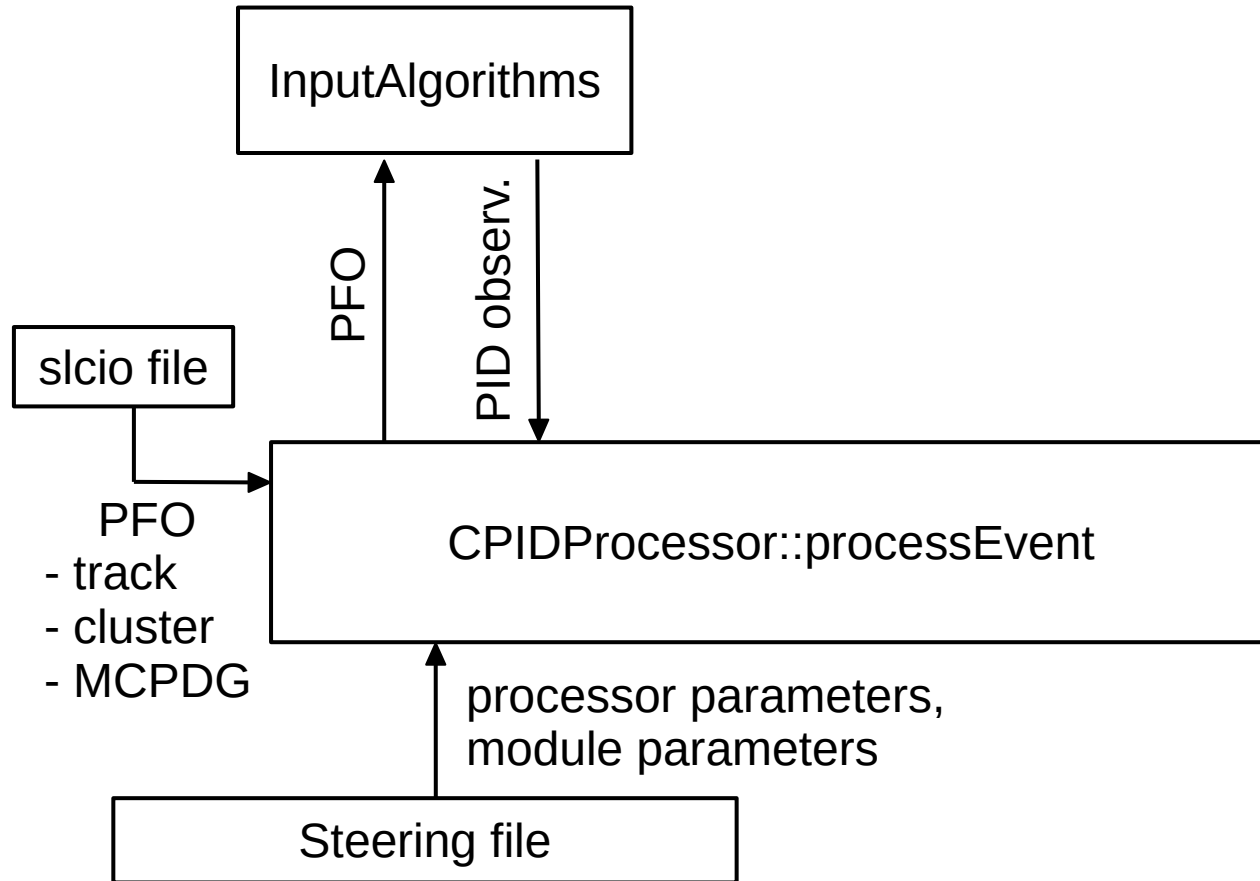 InputAlgorithms
PFO
PID observ.
slcio file
PFO
- track
- cluster
- MCPDG
CPIDProcessor::processEvent
processor parameters,
module parameters
Steering file